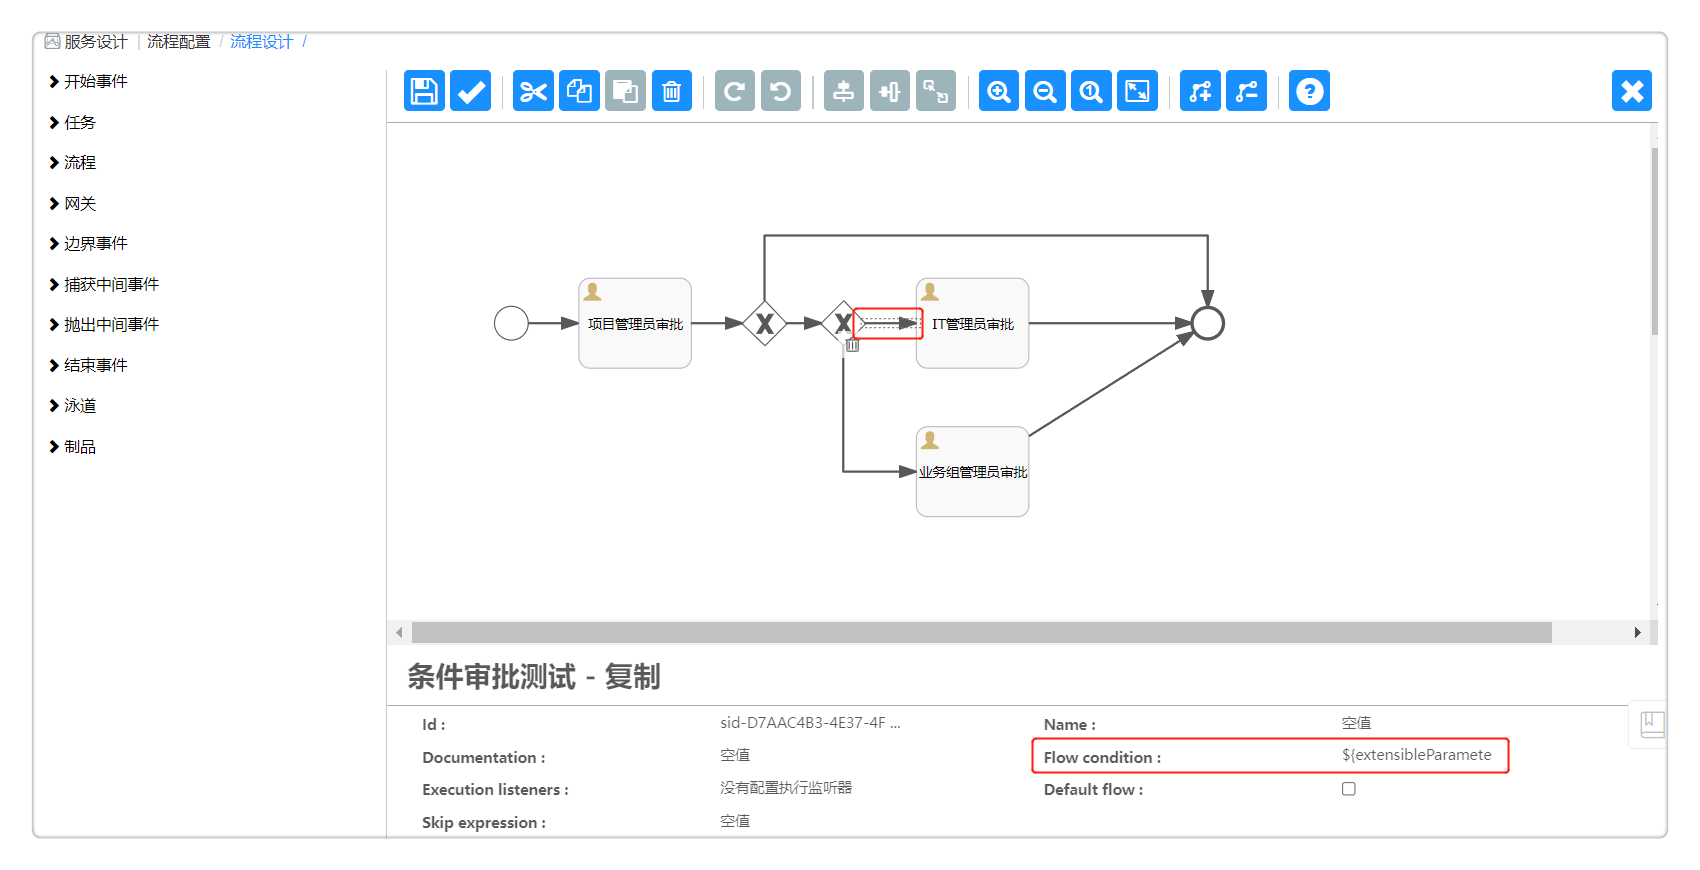 服务设计 | 流程配置 / 流程设计 /
开始事件
任务
流程
网关
边界事件
捕获中间事件
抛出中间事件
结束事件
泳道
制品
项目管理员审批
IT管理员审批
业务组管理员审批
条件审批测试 - 复制
Id : sid-D7AAC4B3-4E37-4F ... Name : 空值
Documentation : 空值 Flow condition : ${extensibleParamete
Execution listeners : 没有配置执行监听器 Default flow :
Skip expression : 空值